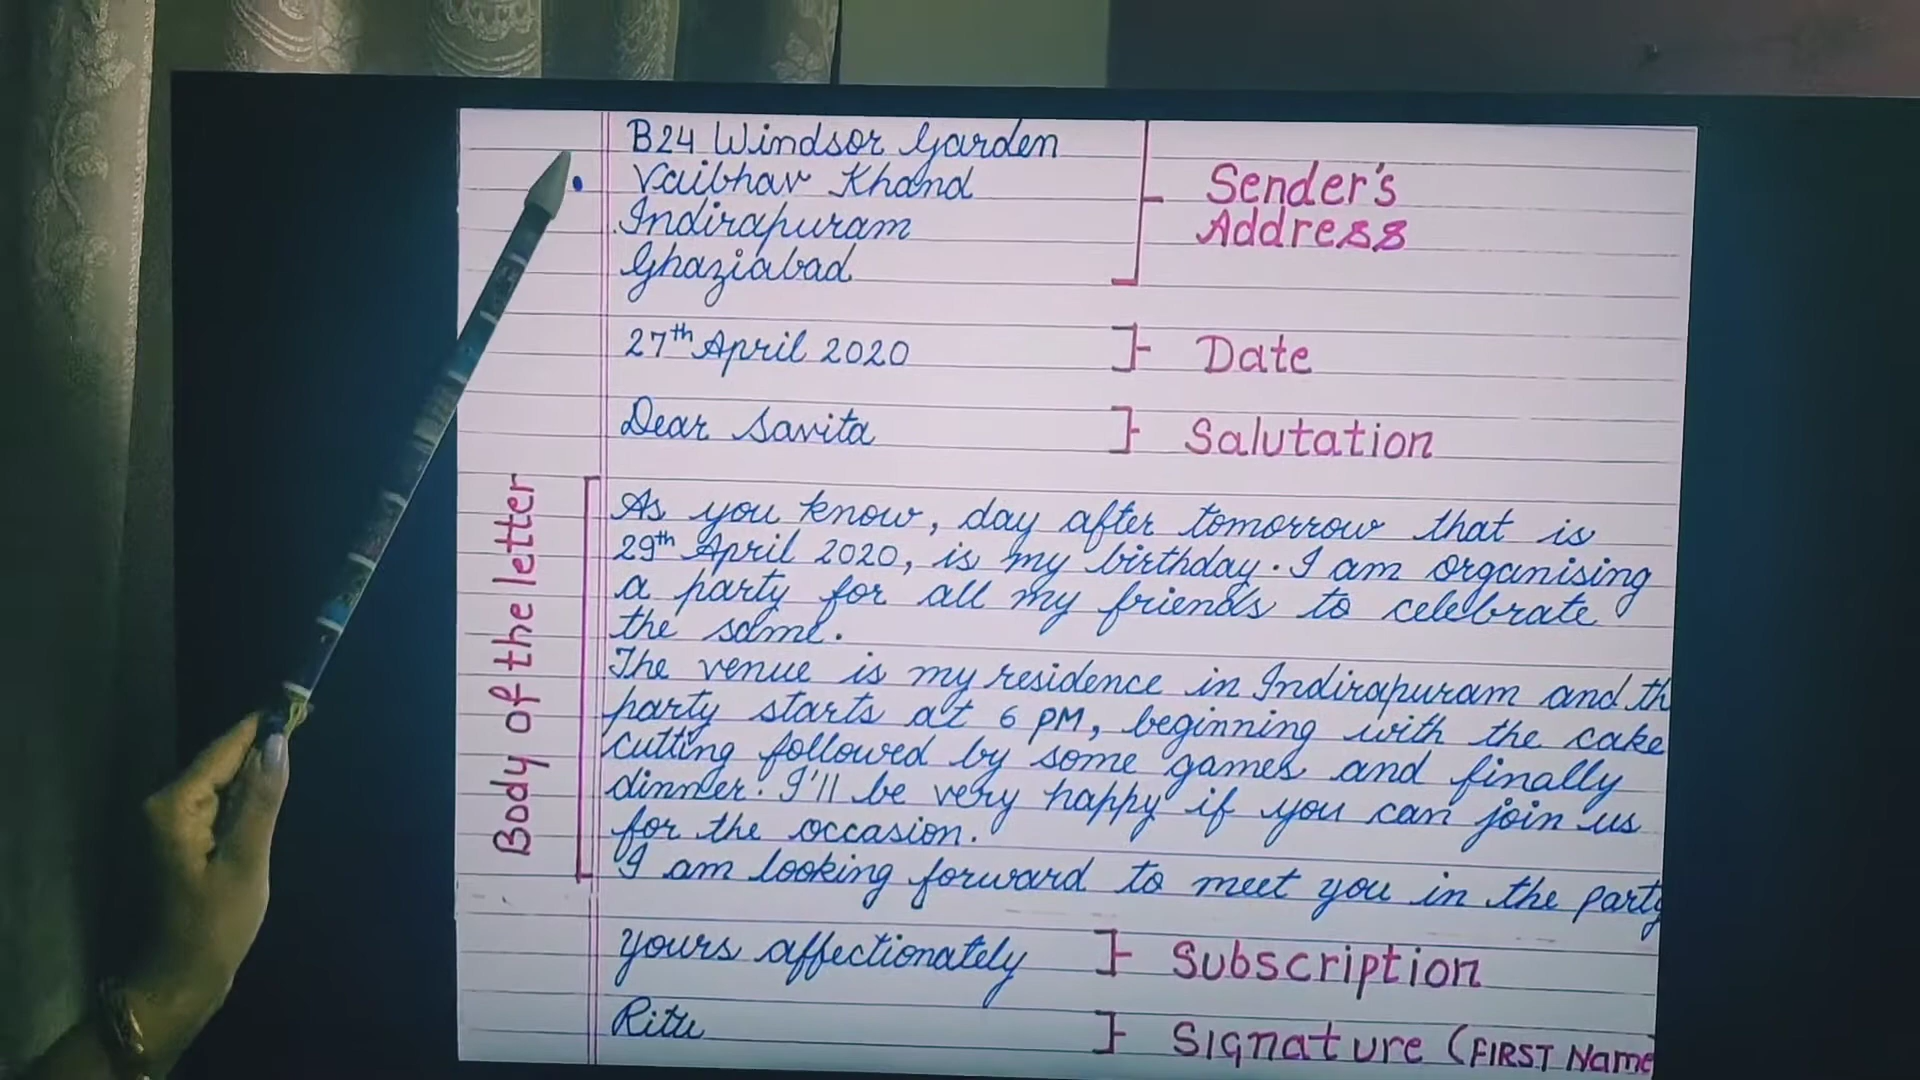 B24 Windsor Garden
Vaibhav Khand
Indirapuram
Ghaziabad
Sender's
Address
27th April 2020
Date
Dear Savita
Salutation
Body of the letter
As you know, day after tomorrow that is
29th April 2020, is my birthday. I am organising
a party for all my friends to celebrate
the same.
The venue is my residence in Indirapuram and th
party starts at 6 PM, beginning with the cake
cutting followed by some games and finally
dinner. I'll be very happy if you can join us
for the occasion.
I am looking forward to meet you in the party
yours affectionately
Subscription
Ritu
Signature (FIRST Name